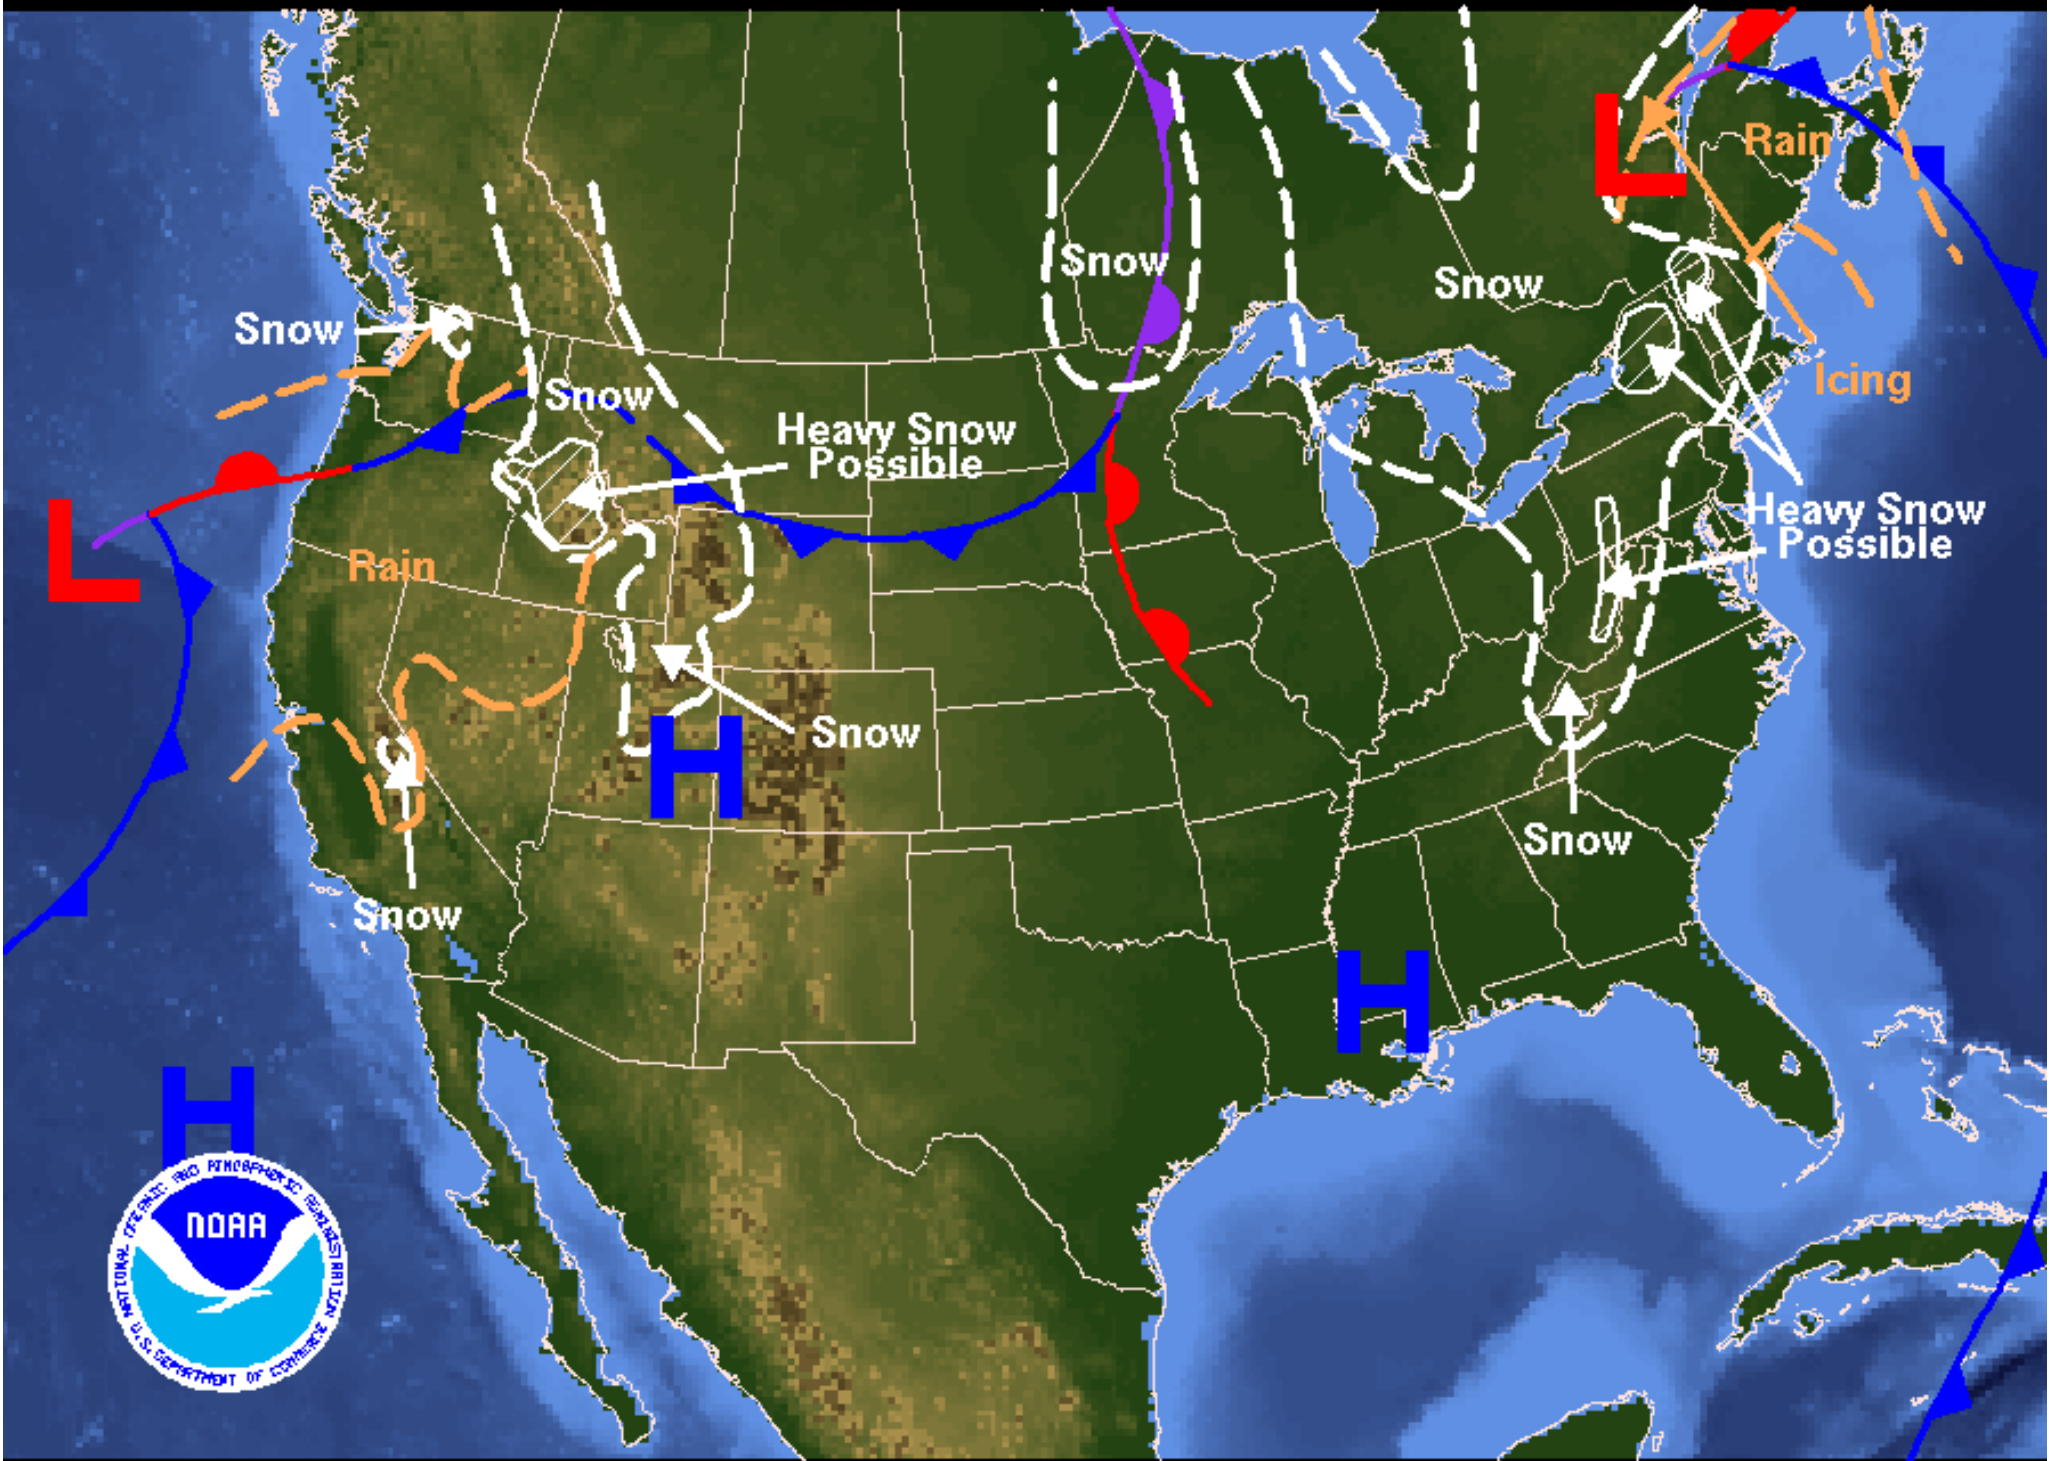 L
Rain
Snow
Snow
Snow
Icing
Snow
Snow
Heavy Snow
Possible
L
Heavy Snow
Possible
Rain
Snow
H
Snow
Snow
H
H
NATIONAL OCEANIC AND ATMOSPHERIC ADMINISTRATION
NOAA
U.S. DEPARTMENT OF COMMERCE